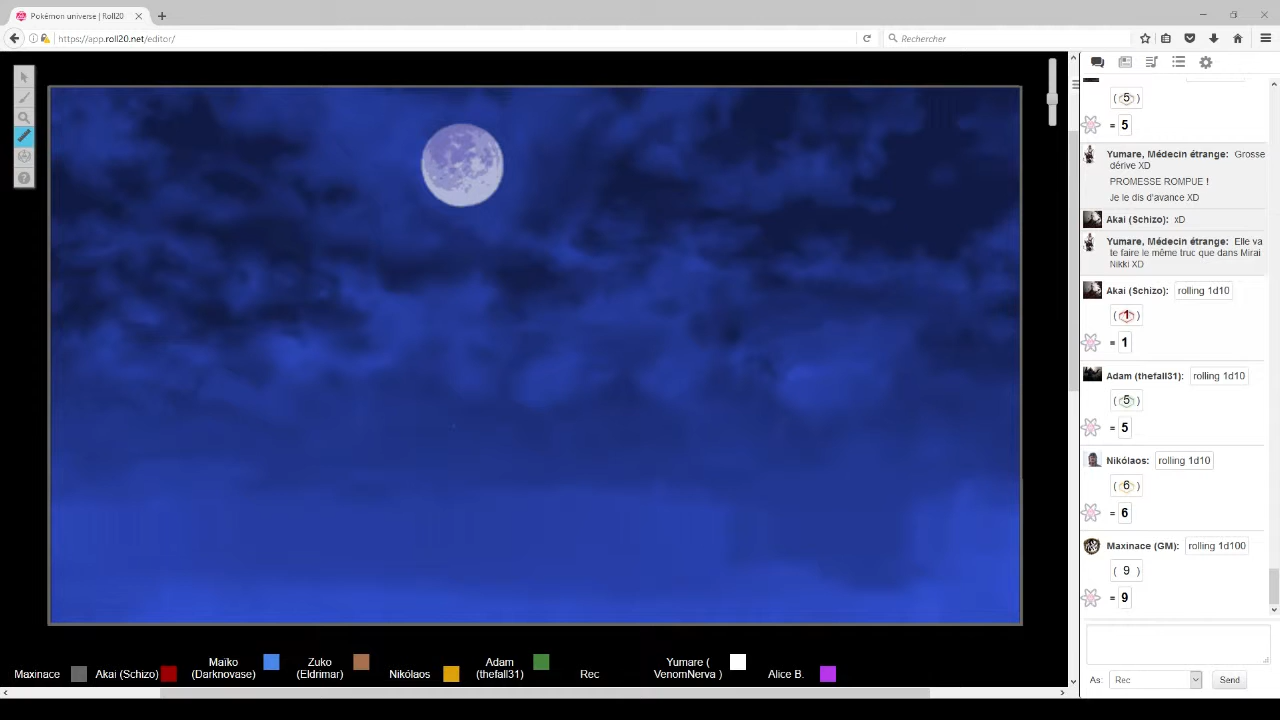 Pokémon universe | Roll20
https://app.roll20.net/editor/
Rechercher
( 5 )
= 5
Yumare, Médecin étrange: Grosse
dérive XD
PROMESSE ROMPUE !
Je le dis d'avance XD
Akai (Schizo): xD
Yumare, Médecin étrange: Elle va
te faire le même truc que dans Mirai
Nikki XD
Akai (Schizo): rolling 1d10
( 1 )
= 1
Adam (thefall31): rolling 1d10
( 5 )
= 5
Nikólaos: rolling 1d10
( 6 )
= 6
Maxinace (GM): rolling 1d100
( 9 )
= 9
As: Rec Send
Maxinace
Akai (Schizo)
Maïko
(Darknovase)
Zuko
(Eldrimar)
Nikólaos
Adam
(thefall31)
Rec
Yumare (
VenomNerva )
Alice B.